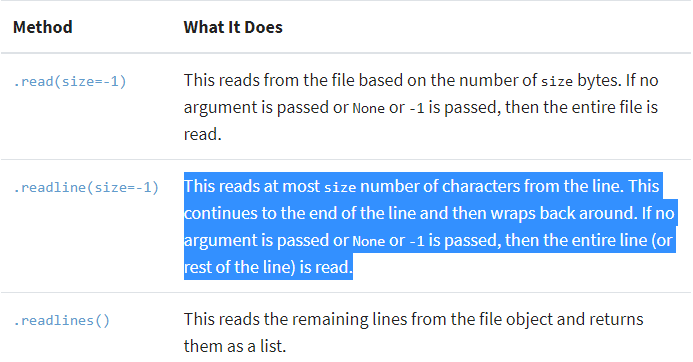 Method What It Does
.read(size=-1) This reads from the file based on the number of size bytes. If no
argument is passed or None or -1 is passed, then the entire file is
read.
.readline(size=-1) This reads at most size number of characters from the line. This
continues to the end of the line and then wraps back around. If no
argument is passed or None or -1 is passed, then the entire line (or
rest of the line) is read.
.readlines() This reads the remaining lines from the file object and returns
them as a list.